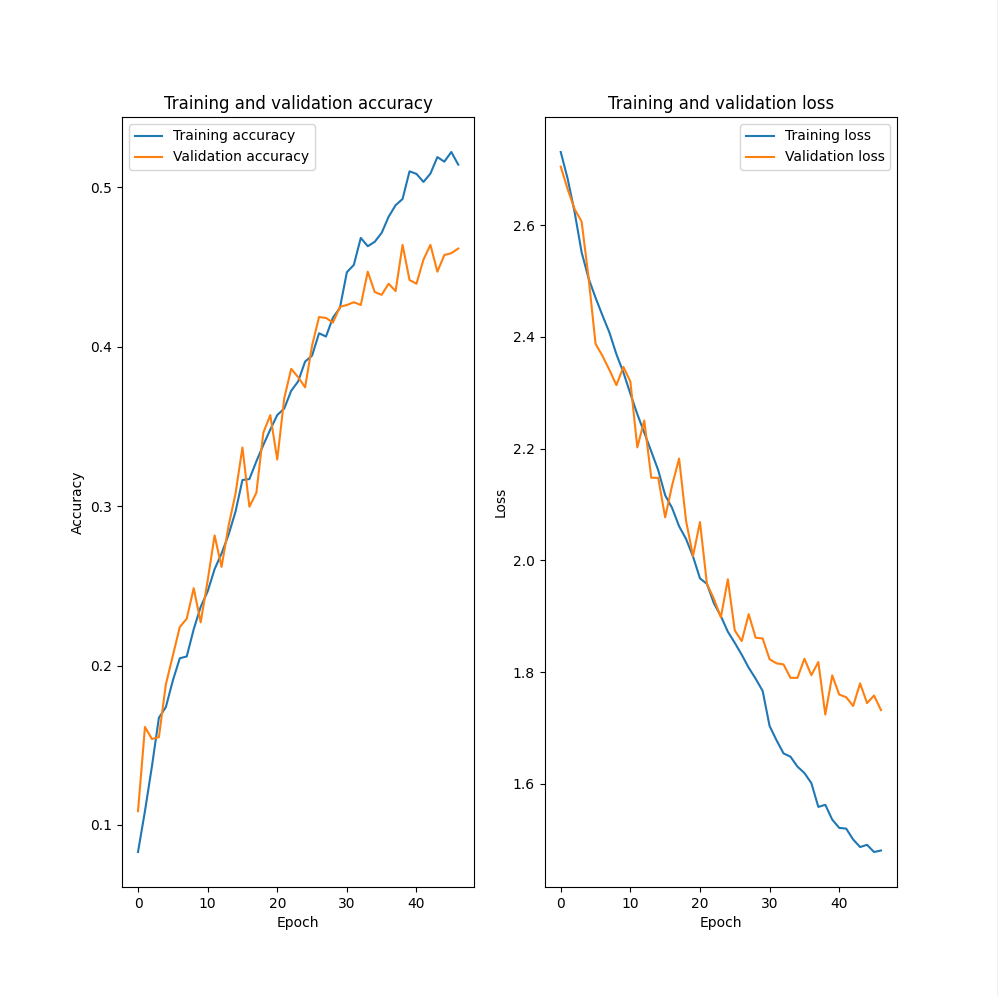 Training and validation accuracy
Training accuracy
Validation accuracy
0.5
0.4
0.3
0.2
0.1
Accuracy
0 10 20 30 40
Epoch
Training and validation loss
Training loss
Validation loss
2.6
2.4
2.2
2.0
1.8
1.6
Loss
0 10 20 30 40
Epoch